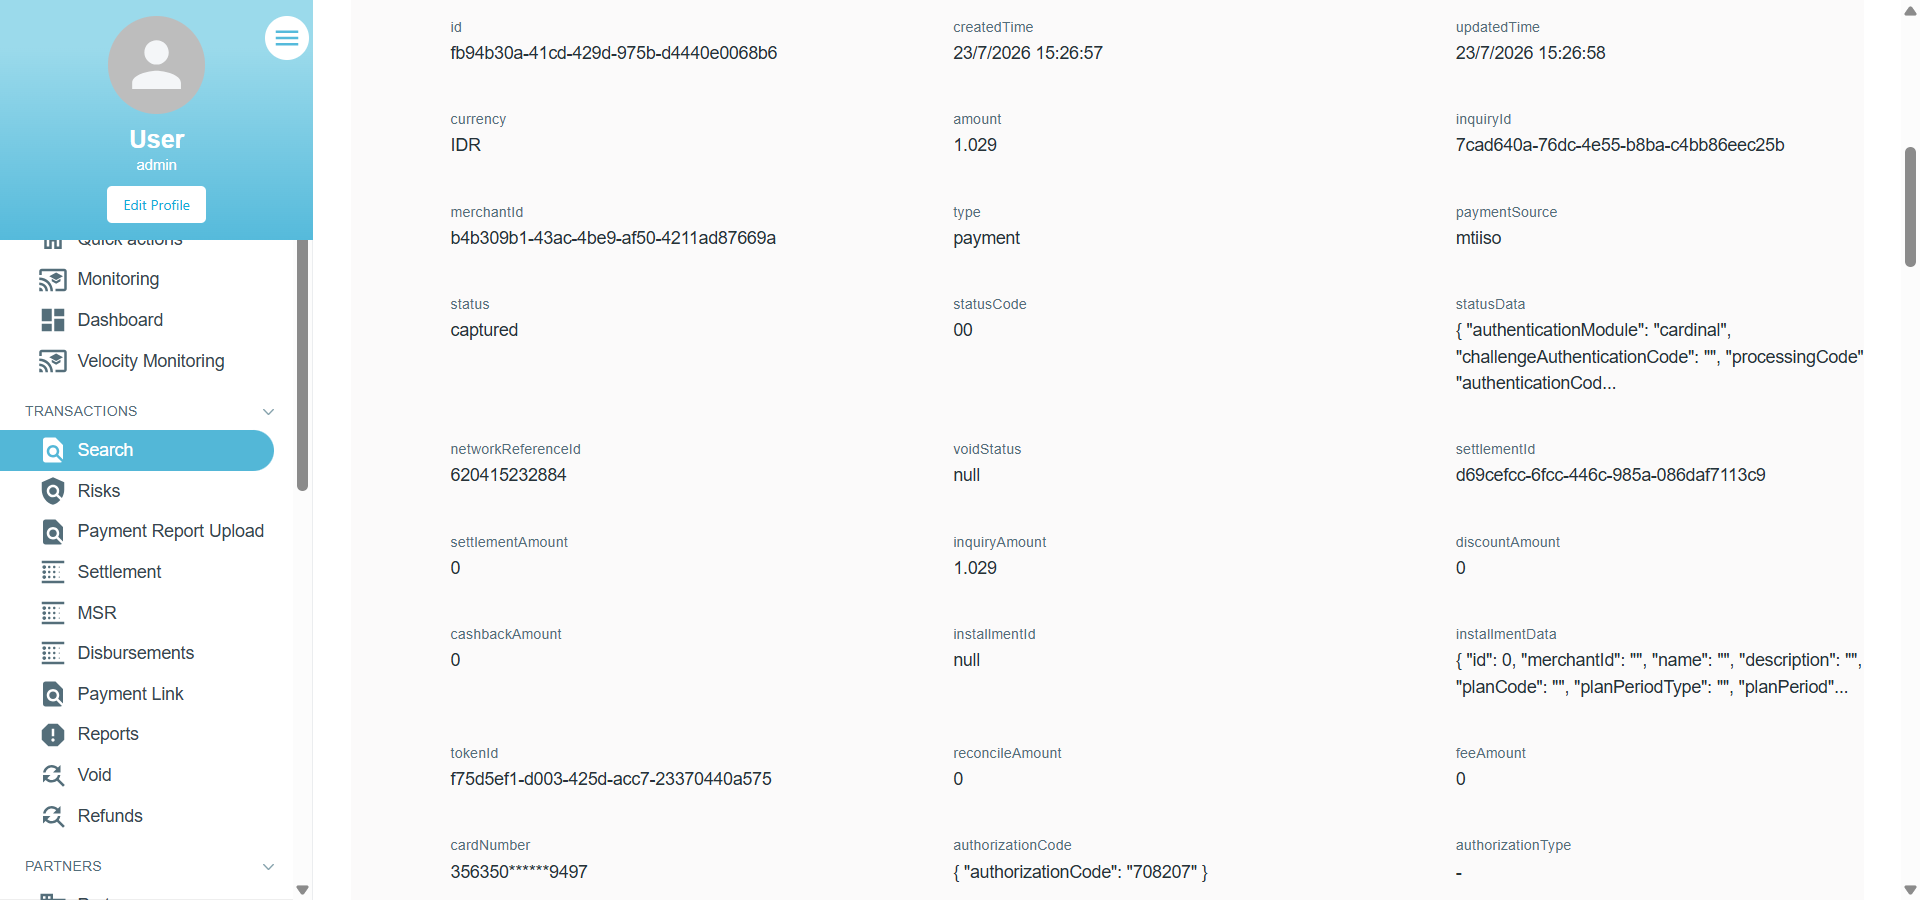 User
admin
Edit Profile
Quick actions
Monitoring
Dashboard
Velocity Monitoring
TRANSACTIONS
Search
Risks
Payment Report Upload
Settlement
MSR
Disbursements
Payment Link
Reports
Void
Refunds
PARTNERS
id
fb94b30a-41cd-429d-975b-d4440e0068b6
createdTime
23/7/2026 15:26:57
updatedTime
23/7/2026 15:26:58
currency
IDR
amount
1.029
inquiryId
7cad640a-76dc-4e55-b8ba-c4bb86eec25b
merchantId
b4b309b1-43ac-4be9-af50-4211ad87669a
type
payment
paymentSource
mtiiso
status
captured
statusCode
00
statusData
{ "authenticationModule": "cardinal",
"challengeAuthenticationCode": "", "processingCode"
"authenticationCod...
networkReferenceId
620415232884
voidStatus
null
settlementId
d69cefcc-6fcc-446c-985a-086daf7113c9
settlementAmount
0
inquiryAmount
1.029
discountAmount
0
cashbackAmount
0
installmentId
null
installmentData
{ "id": 0, "merchantId": "", "name": "", "description": "",
"planCode": "", "planPeriodType": "", "planPeriod"...
tokenId
f75d5ef1-d003-425d-acc7-23370440a575
reconcileAmount
0
feeAmount
0
cardNumber
356350******9497
authorizationCode
{ "authorizationCode": "708207" }
authorizationType
-